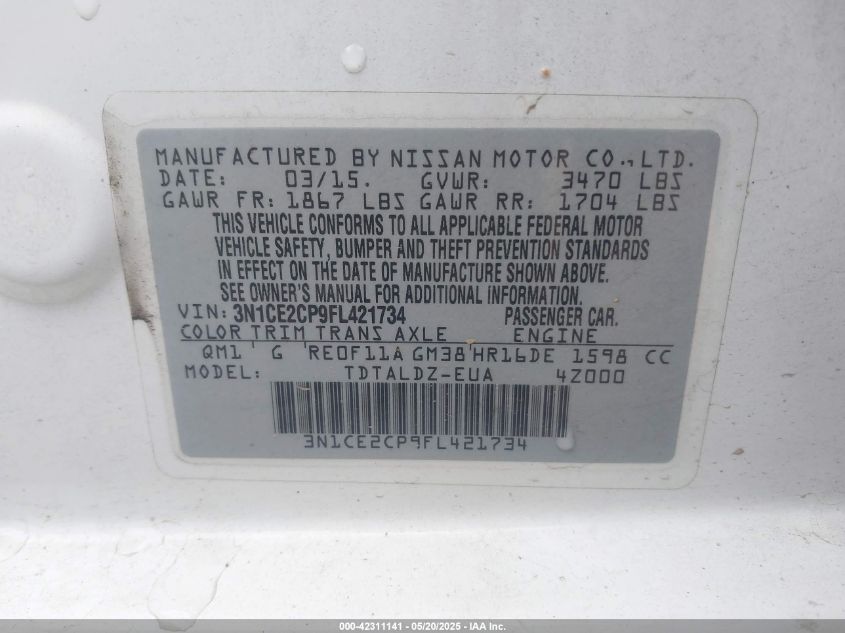 MANUFACTURED BY NISSAN MOTOR CO., LTD.
DATE: 03/15. GVWR: 3470 LBS
GAWR FR: 1867 LBS GAWR RR: 1704 LBS
THIS VEHICLE CONFORMS TO ALL APPLICABLE FEDERAL MOTOR
VEHICLE SAFETY, BUMPER AND THEFT PREVENTION STANDARDS
IN EFFECT ON THE DATE OF MANUFACTURE SHOWN ABOVE.
SEE OWNER'S MANUAL FOR ADDITIONAL INFORMATION.
VIN: 3N1CE2CP9FL421734 PASSENGER CAR.
COLOR TRIM TRANS AXLE ENGINE
QM1 ' G ' RE0F11A GM38 ' HR16DE 1598 CC
MODEL: TDTALDZ-EUA 4Z000
3N1CE2CP9FL421734
000-42311141 - 05/20/2025 - IAA Inc.